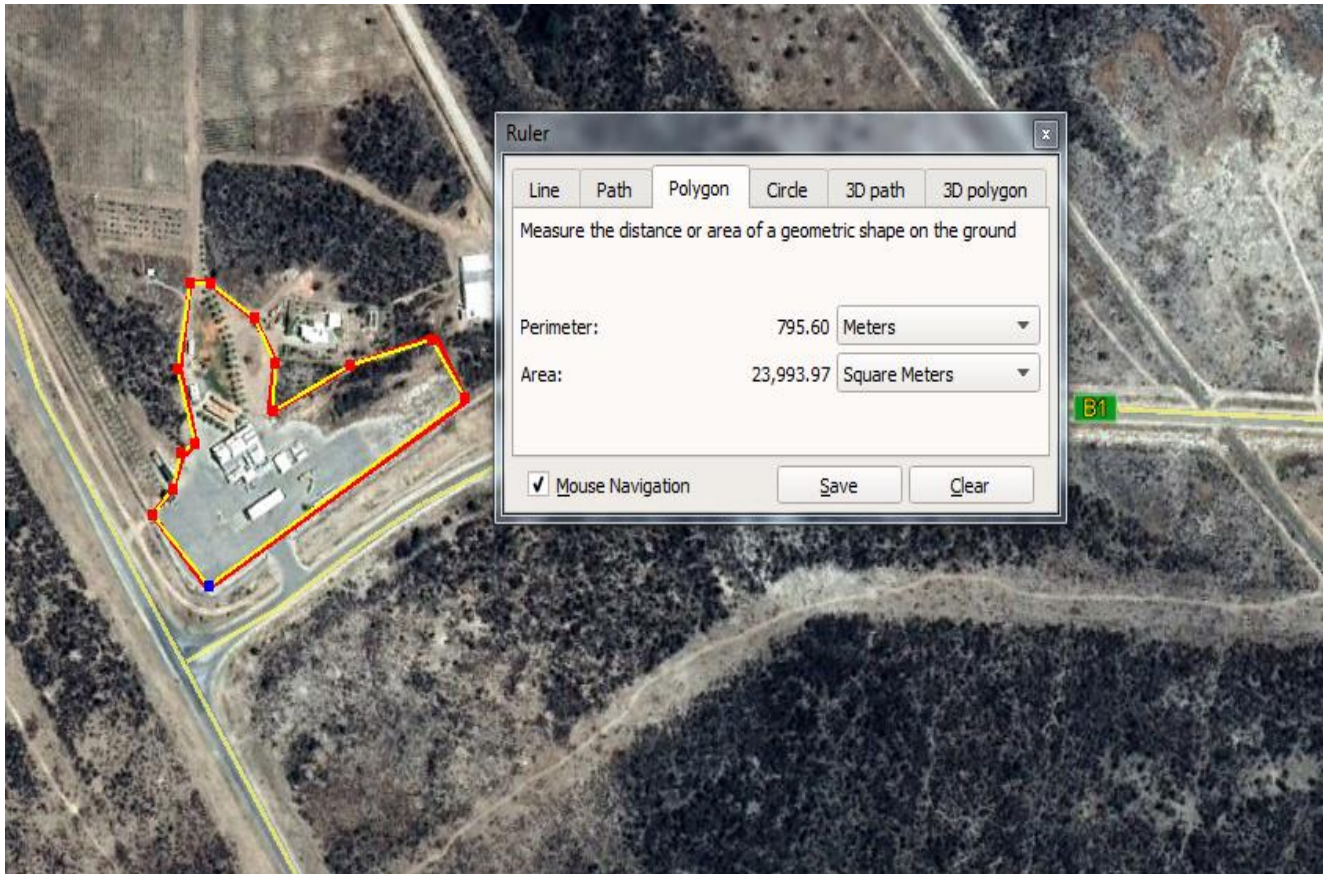 Ruler
x
Line Path Polygon Circle 3D path 3D polygon
Measure the distance or area of a geometric shape on the ground
Perimeter: 795.60 Meters
Area: 23,993.97 Square Meters
Mouse Navigation Save Clear
B1